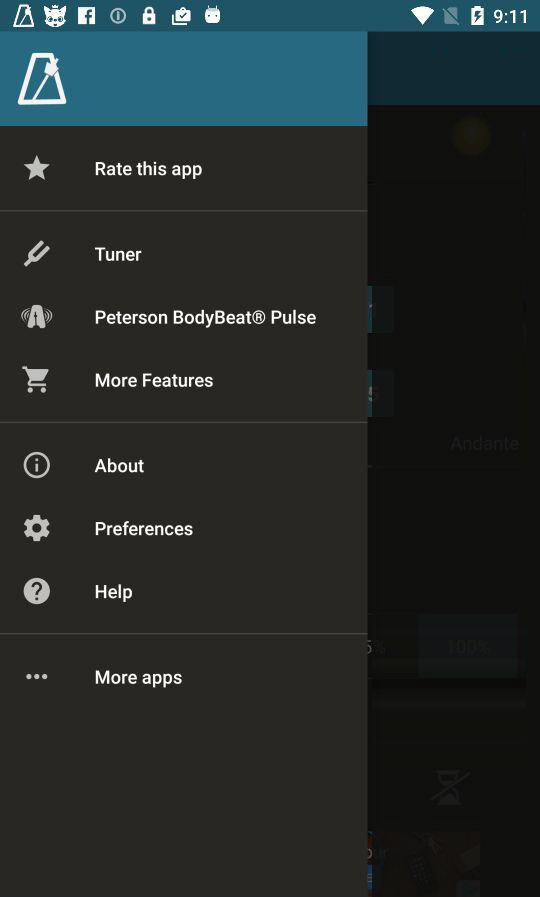 9:11
Rate this app
Tuner
Peterson BodyBeat® Pulse
More Features
Andante
About
Preferences
Help
100%
More apps